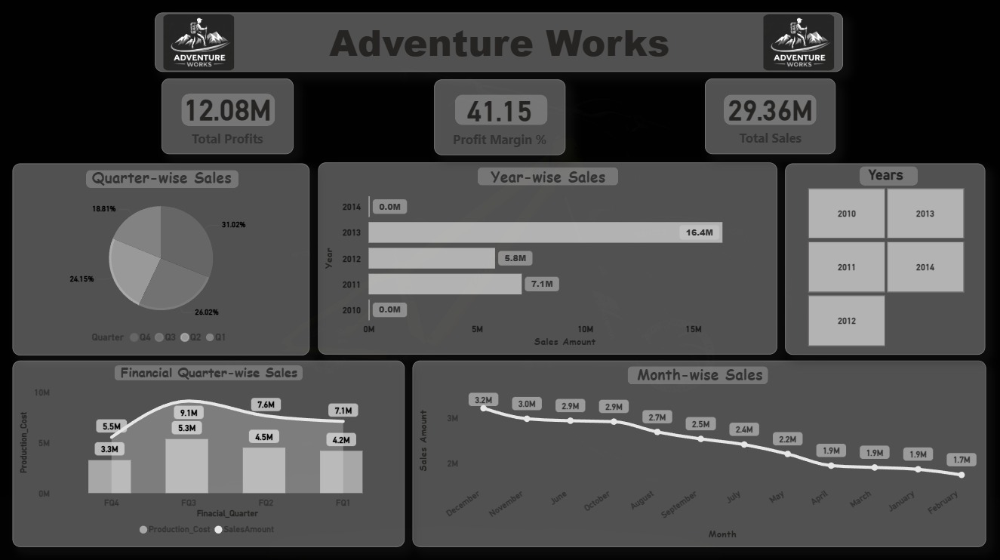 ADVENTURE
WORKS
Adventure Works
ADVENTURE
WORKS
12.08M
Total Profits
41.15
Profit Margin %
29.36M
Total Sales
Quarter-wise Sales
18.81%
31.02%
24.15%
26.02%
Quarter Q4 Q3 Q2 Q1
Year-wise Sales
Year
2014 0.0M
2013 16.4M
2012 5.8M
2011 7.1M
2010 0.0M
0M 5M 10M 15M
Sales Amount
Years
2010 2013
2011 2014
2012
Financial Quarter-wise Sales
Production_Cost
10M
5M
0M
5.5M 9.1M 7.6M 7.1M
3.3M 5.3M 4.5M 4.2M
FQ4 FQ3 FQ2 FQ1
Finacial_Quarter
Production_Cost SalesAmount
Month-wise Sales
Sales Amount
3M
2M
3.2M 3.0M 2.9M 2.9M 2.7M 2.5M 2.4M 2.2M 1.9M 1.9M 1.9M 1.7M
December November June October August September July May April March January February
Month